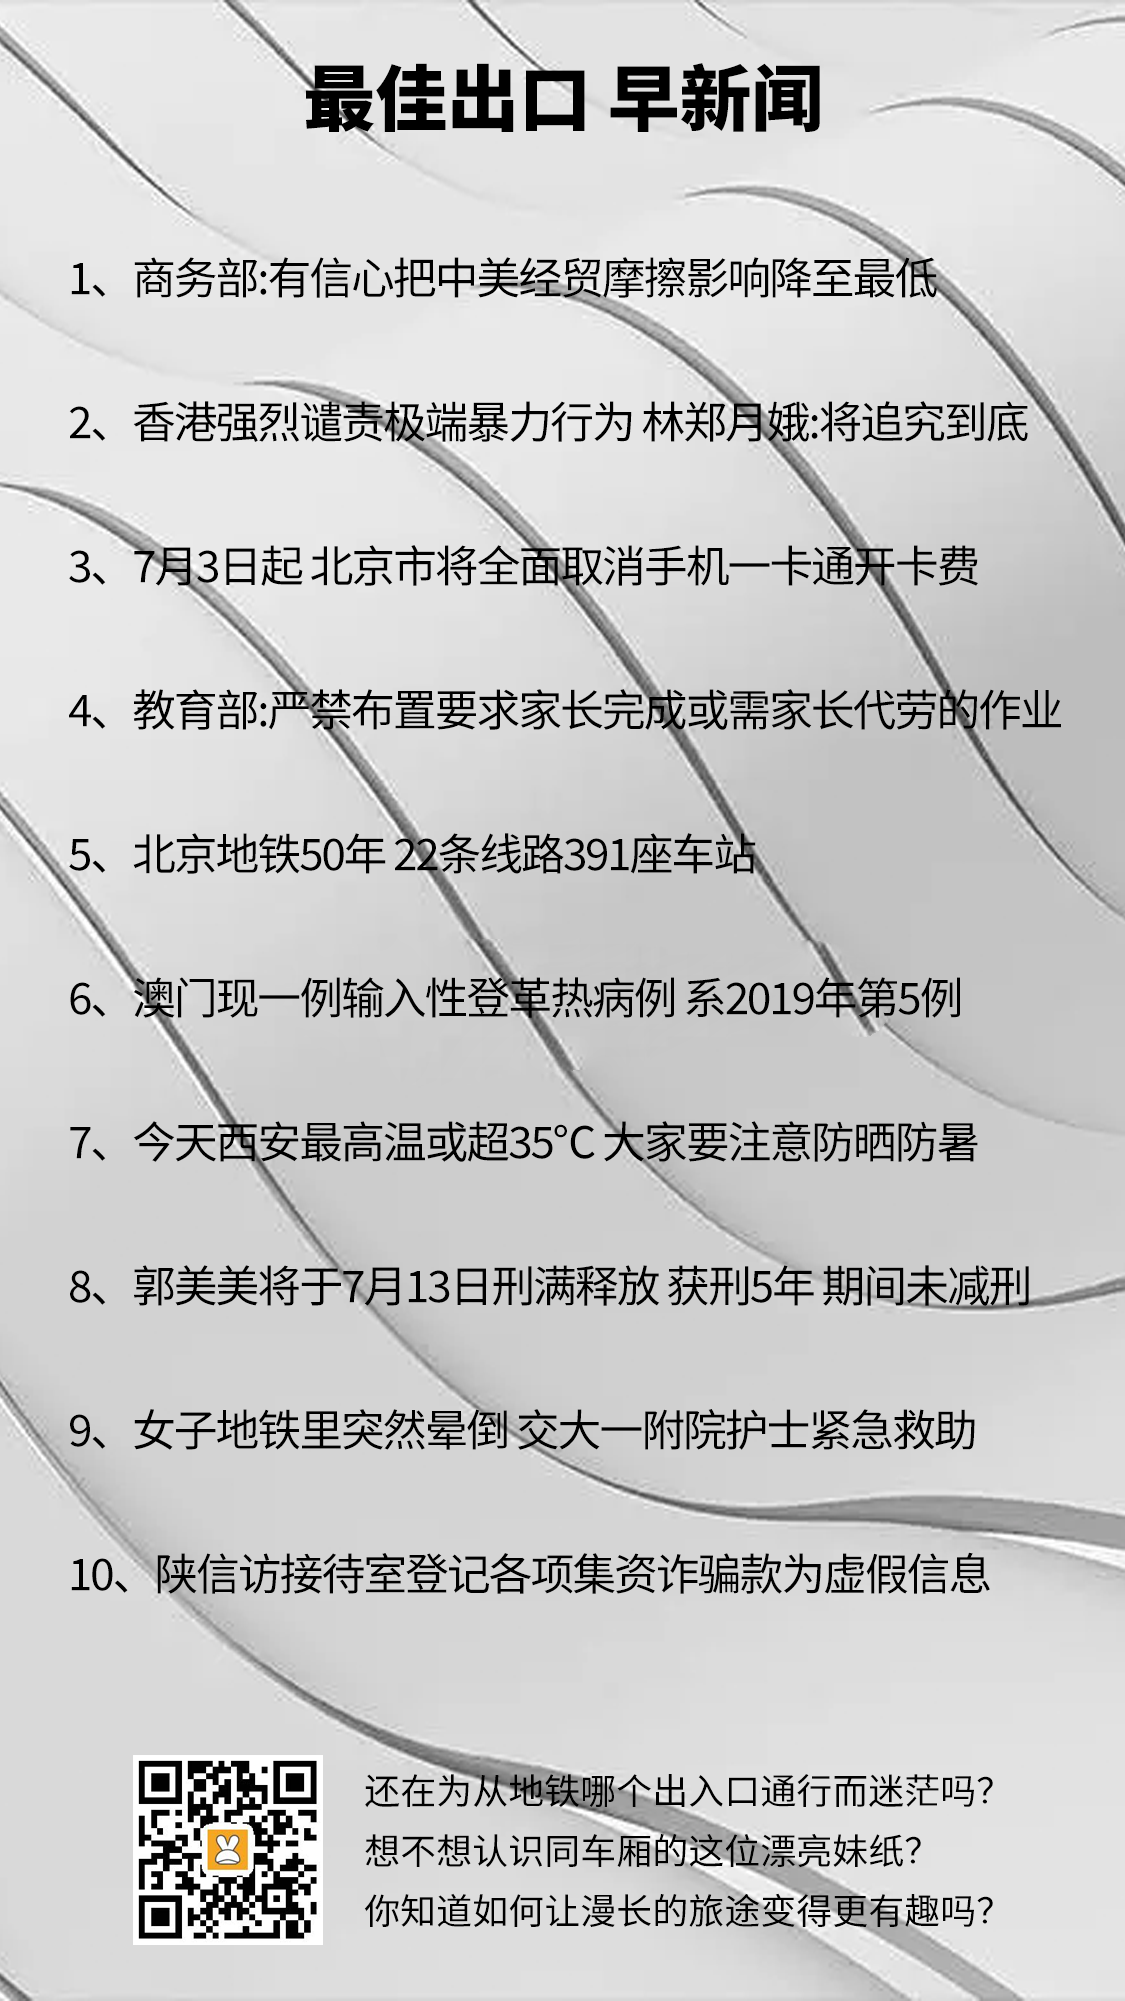 最佳出口 早新闻
1、商务部:有信心把中美经贸摩擦影响降至最低
2、香港强烈谴责极端暴力行为 林郑月娥:将追究到底
3、7月3日起 北京市将全面取消手机一卡通开卡费
4、教育部:严禁布置要求家长完成或需家长代劳的作业
5、北京地铁50年 22条线路391座车站
6、澳门现一例输入性登革热病例 系2019年第5例
7、今天西安最高温或超35℃ 大家要注意防晒防暑
8、郭美美将于7月13日刑满释放 获刑5年 期间未减刑
9、女子地铁里突然晕倒 交大一附院护士紧急救助
10、陕信访接待室登记各项集资诈骗款为虚假信息
还在为从地铁哪个出入口通行而迷茫吗?
想不想认识同车厢的这位漂亮妹纸?
你知道如何让漫长的旅途变得更有趣吗?